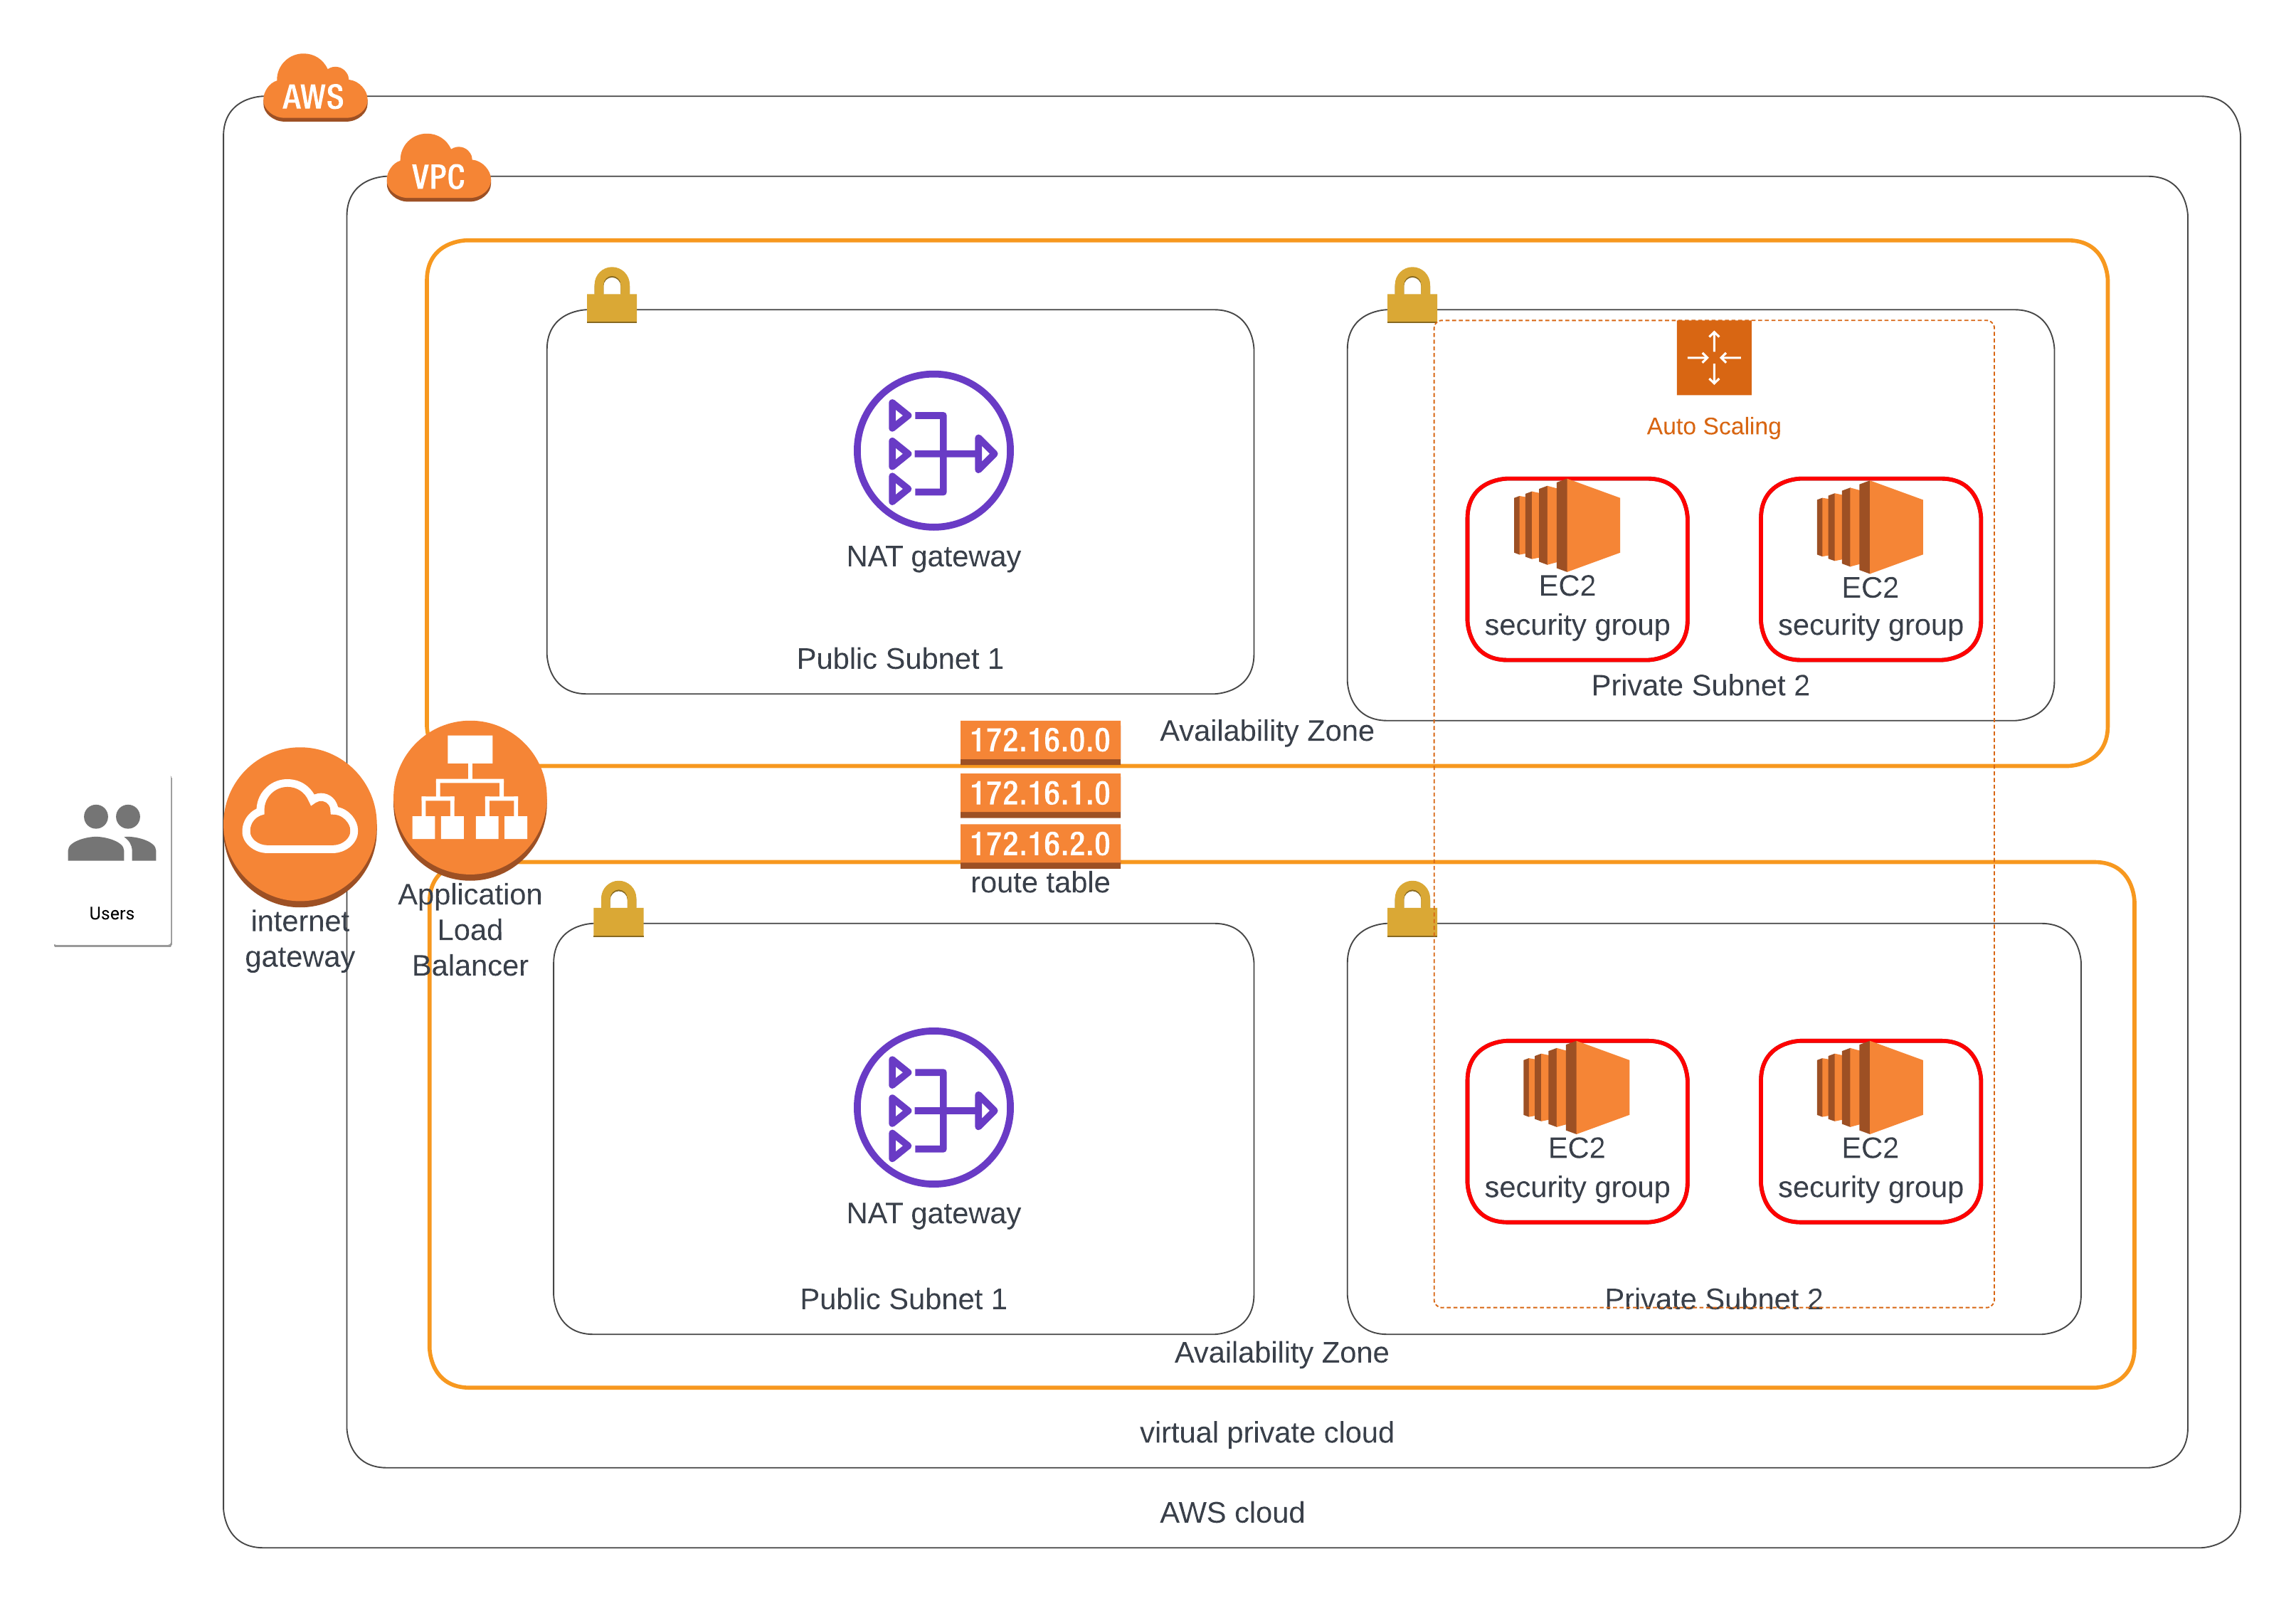 AWS
VPC
NAT gateway
Public Subnet 1
Auto Scaling
EC2
security group
EC2
security group
Private Subnet 2
Availability Zone
172.16.0.0
172.16.1.0
172.16.2.0
route table
Users
internet
gateway
Application
Load
Balancer
NAT gateway
Public Subnet 1
EC2
security group
EC2
security group
Private Subnet 2
Availability Zone
virtual private cloud
AWS cloud